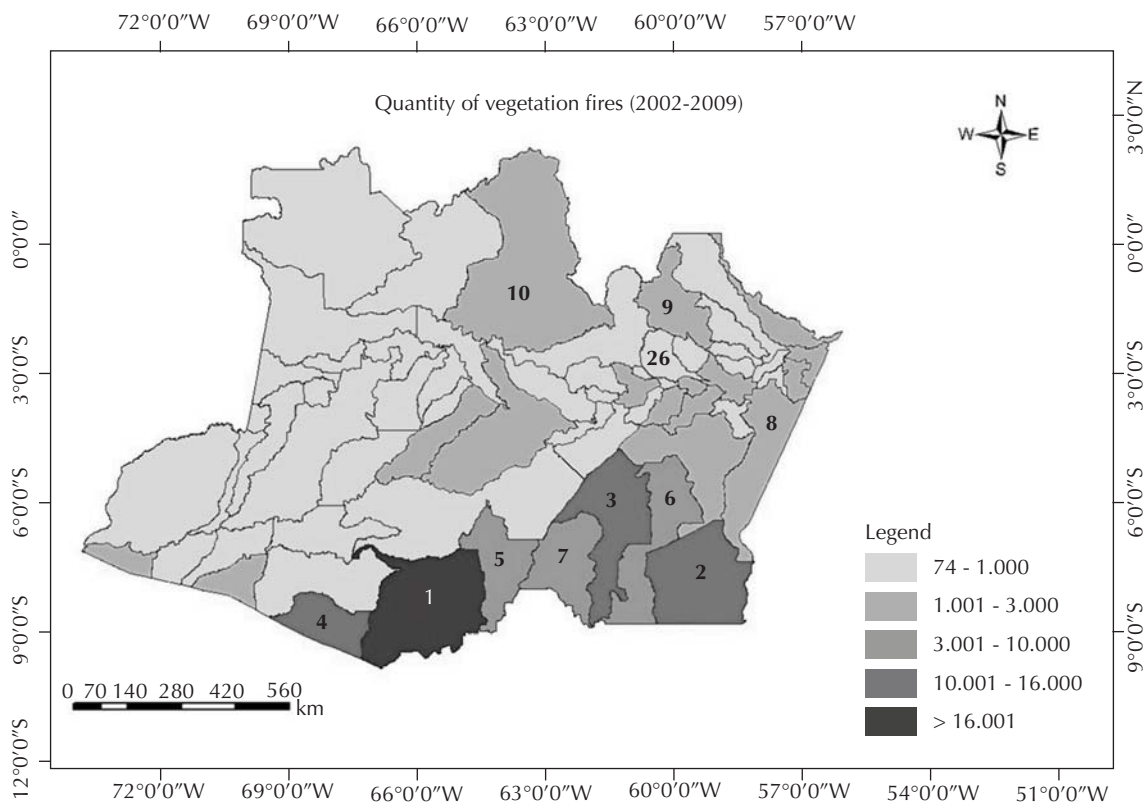 72°0'0"W 69°0'0"W 66°0'0"W 63°0'0"W 60°0'0"W 57°0'0"W
Quantity of vegetation fires (2002-2009)
N
W E
S
3°0'0"N
0°0'0"
3°0'0"S
6°0'0"S
9°0'0"S
12°0'0"S
3°0'0"N
0°0'0"
3°0'0"S
6°0'0"S
9°0'0"S
10
9
26
8
3
6
5
7
2
1
4
Legend
74 - 1.000
1.001 - 3.000
3.001 - 10.000
10.001 - 16.000
> 16.001
0 70 140 280 420 560
km
72°0'0"W 69°0'0"W 66°0'0"W 63°0'0"W 60°0'0"W 57°0'0"W 54°0'0"W 51°0'0"W